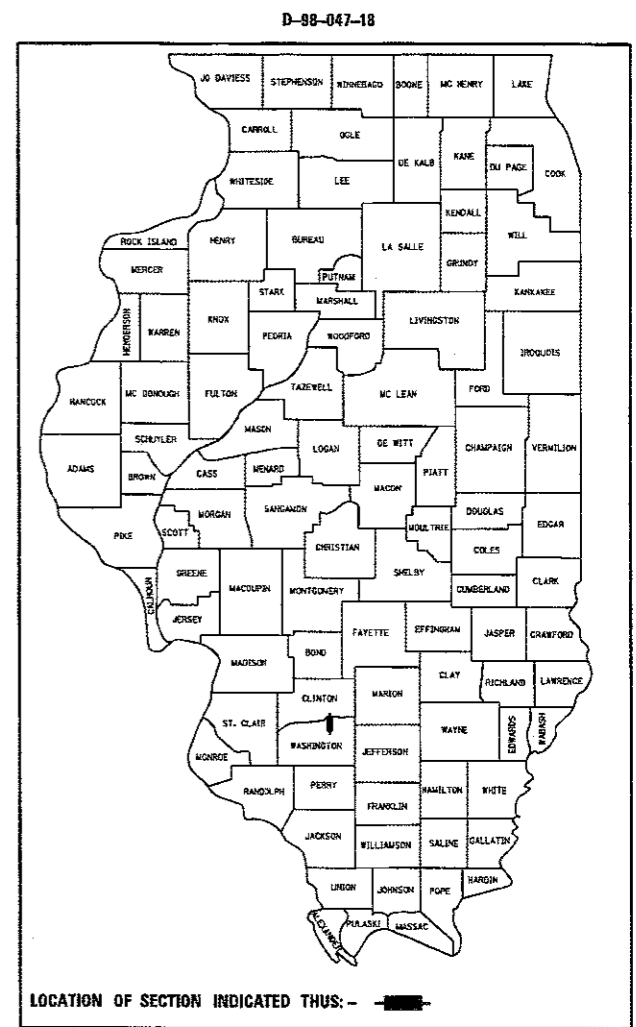 D-98-047-18
JO DAVIESS STEPHENSON WINNEBAGO BOONE MC HENRY LAKE
CARROLL OGLE DE KALB KANE DU PAGE COOK
WHITESIDE LEE
KENDALL WILL
ROCK ISLAND HENRY BUREAU LA SALLE GRUNDY
MERCER PUTNAM
STARK MARSHALL KANKAKEE
HENDERSON WARREN KNOX PEORIA WOODFORD LIVINGSTON
IROQUOIS
HANCOCK MC DONOUGH FULTON TAZEWELL MC LEAN FORD
MASON
SCHUYLER LOGAN DE WITT CHAMPAIGN VERMILION
ADAMS BROWN CASS MENARD PIATT
MACON
MORGAN SANGAMON DOUGLAS
PIKE SCOTT CHRISTIAN MOULTRIE EDGAR
COLES
GREENE SHELBY
CALHOUN MACOUPIN MONTGOMERY CUMBERLAND CLARK
JERSEY FAYETTE EFFINGHAM JASPER CRAWFORD
BOND
MADISON CLAY RICHLAND LAWRENCE
CLINTON MARION
ST. CLAIR WAYNE EDWARDS WABASH
WASHINGTON JEFFERSON
MONROE
RANDOLPH PERRY HAMILTON WHITE
FRANKLIN
JACKSON WILLIAMSON SALINE GALLATIN
UNION JOHNSON POPE HARDIN
ALEXANDER PULASKI MASSAC
LOCATION OF SECTION INDICATED THUS: -